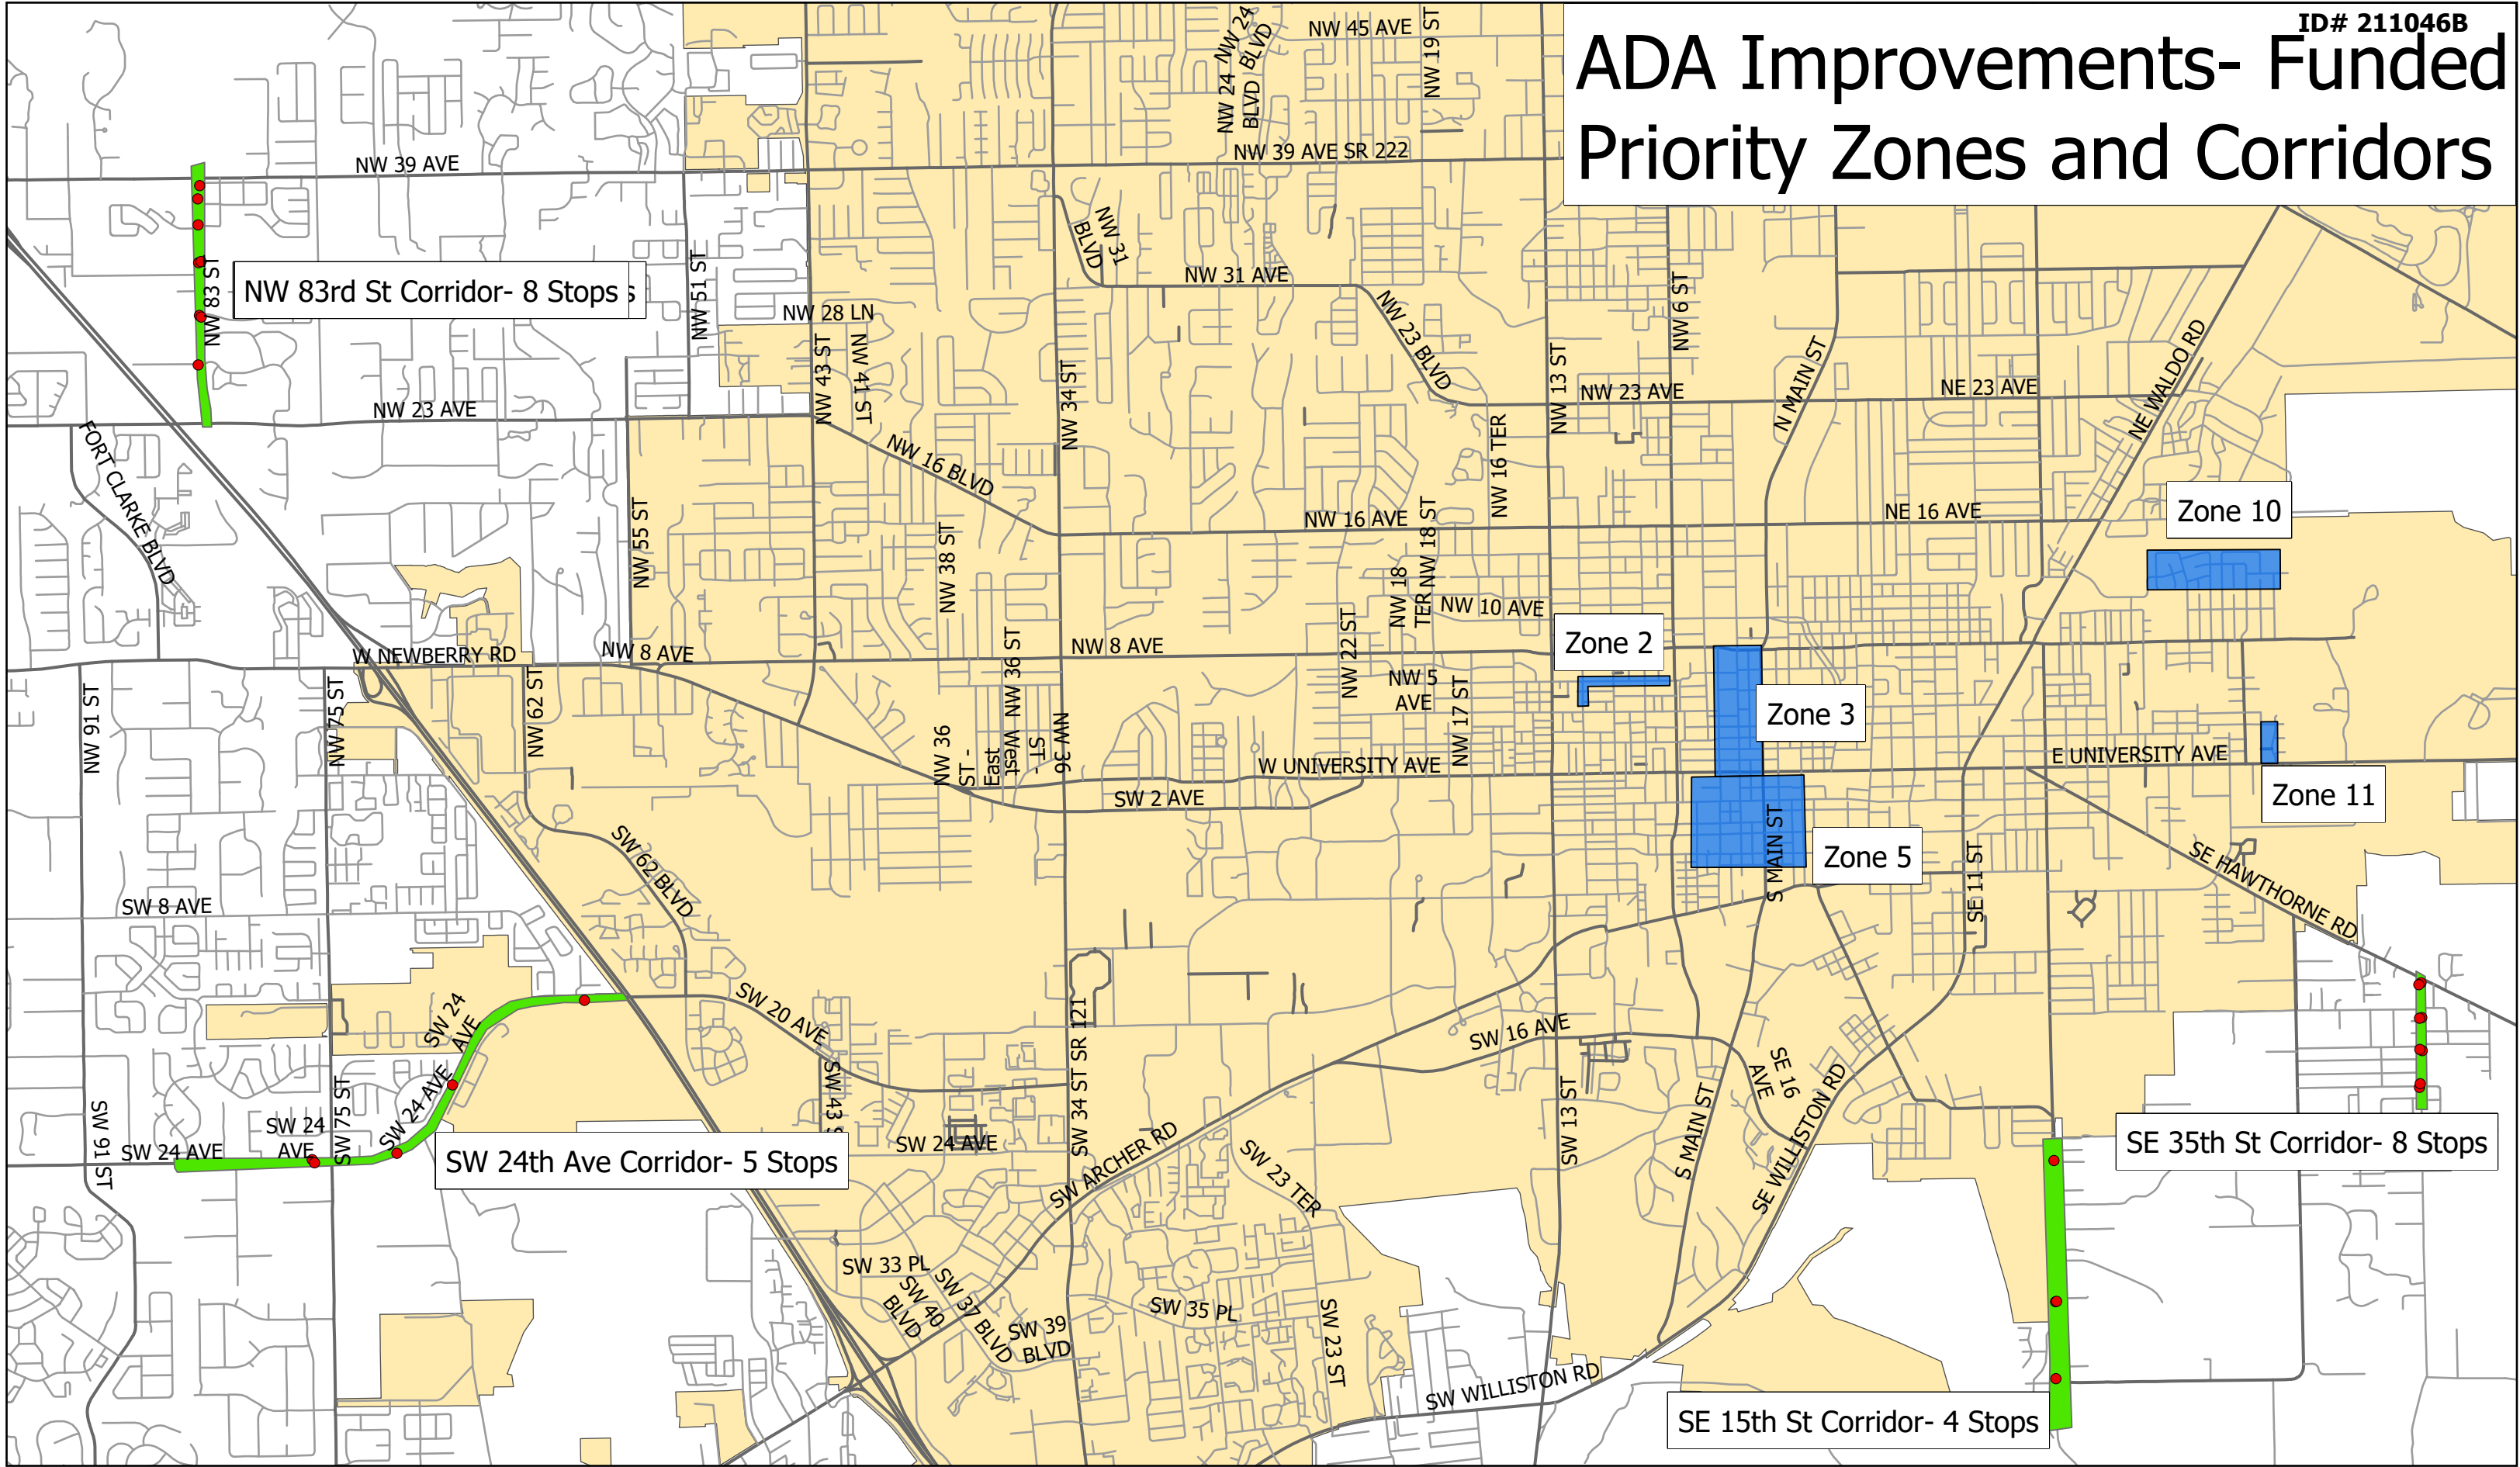 ID# 211046B
ADA Improvements- Funded
Priority Zones and Corridors
NW 24
BLVD
NW 24
BLVD
NW 45 AVE
NW 19 ST
NW 39 AVE
NW 39 AVE SR 222
NW 83 ST
NW 83rd St Corridor- 8 Stops s
NW 51 ST
NW 31
BLVD
NW 31 AVE
NW 28 LN
NW 43 ST
NW 41 ST
NW 34 ST
NW 23 BLVD
NW 13 ST
NW 6 ST
N MAIN ST
NE WALDO RD
NW 23 AVE
NW 23 AVE
NE 23 AVE
FORT CLARKE BLVD
NW 16 BLVD
NW 16 TER
NW 55 ST
NW 38 ST
NW 16 AVE
NW 18 ST
NE 16 AVE
Zone 10
NW 18
TER
NW 10 AVE
NW 22 ST
Zone 2
W NEWBERRY RD
NW 8 AVE
NW 8 AVE
NW 36 ST
NW 5
AVE
NW 17 ST
NW 91 ST
NW 75 ST
NW 62 ST
NW 36
ST -
East
NW 36
ST -
West
Zone 3
W UNIVERSITY AVE
E UNIVERSITY AVE
SW 2 AVE
Zone 11
S MAIN ST
Zone 5
SW 62 BLVD
SE 11 ST
SE HAWTHORNE RD
SW 8 AVE
SW 24
AVE
SW 20 AVE
SW 34 ST SR 121
SW 16 AVE
SE 16
AVE
SW 43 S
SW 24 AVE
SW 75 ST
SW 91 ST
SW 24 AVE
SW 24
AVE
SW 24th Ave Corridor- 5 Stops
SW 24 AVE
SW ARCHER RD
SW 23 TER
SW 13 ST
S MAIN ST
SE WILLISTON RD
SE 35th St Corridor- 8 Stops
SW 33 PL
SW 40
BLVD
SW 37 BLVD
SW 39
BLVD
SW 35 PL
SW 23 ST
SW WILLISTON RD
SE 15th St Corridor- 4 Stops